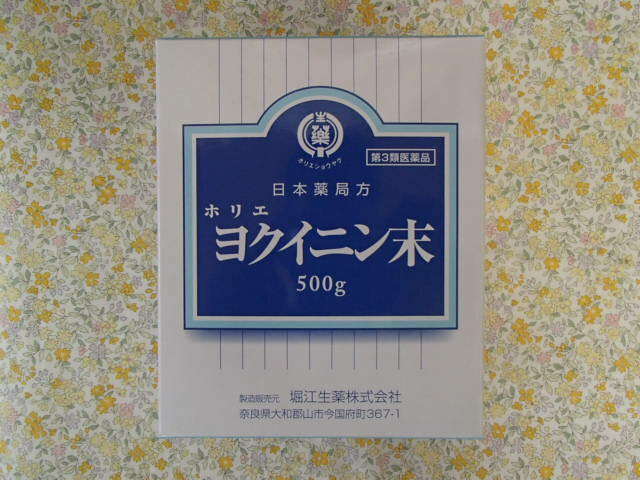 生
藥
ホリエショウヤク
第3類医薬品
日本薬局方
ホリエ
ヨクイニン末
500g
製造販売元 堀江生薬株式会社
奈良県大和郡山市今国府町367-1